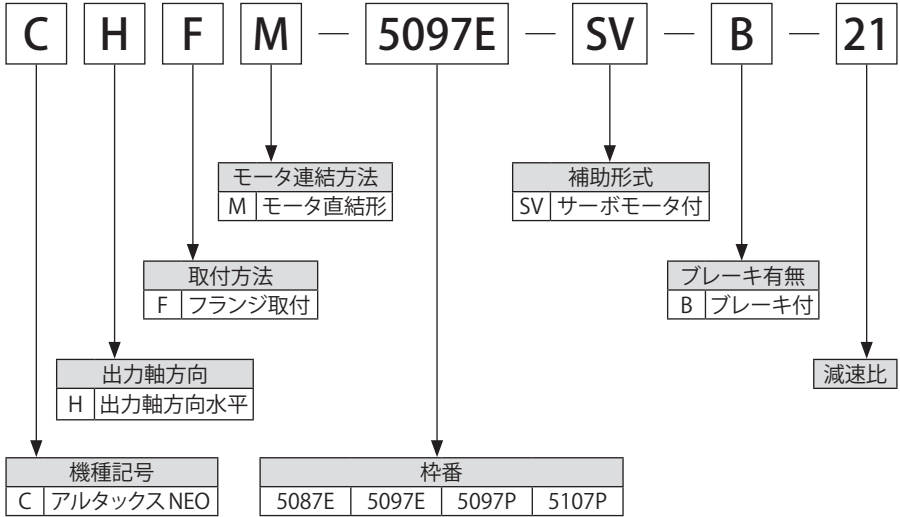 C H F M — 5097E — SV — B — 21
モータ連結方法
M モータ直結形
補助形式
SV サーボモータ付
取付方法
F フランジ取付
ブレーキ有無
B ブレーキ付
出力軸方向
H 出力軸方向水平
減速比
機種記号
C アルタックスNEO
枠番
5087E 5097E 5097P 5107P